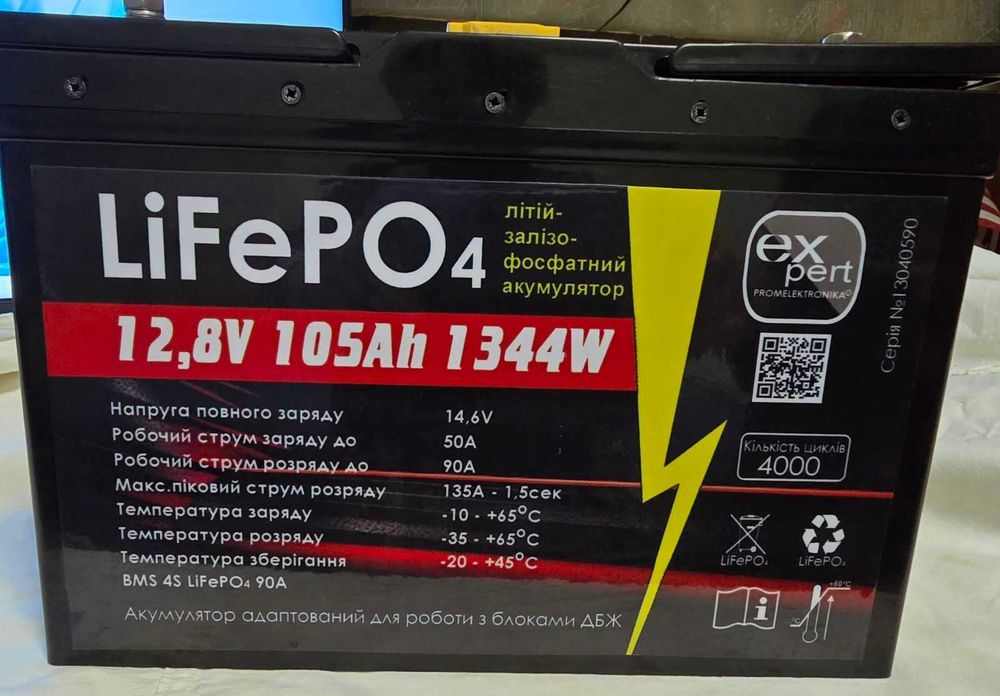 LiFePO4
літій-
залізо-
фосфатний
акумулятор
12,8V 105Ah 1344W
Напруга повного заряду 14,6V
Робочий струм заряду до 50A
Робочий струм розряду до 90A
Макс.піковий струм розряду 135A - 1,5сек
Температура заряду -10 - +65°C
Температура розряду -35 - +65°C
Температура зберігання -20 - +45°C
BMS 4S LiFePO4 90A
Акумулятор адаптований для роботи з блоками ДБЖ
expert
PROMELEKTRONIKA©
Серія №13040590
Кількість циклів
4000
LiFePO4
LiFePO4
i
+60°C